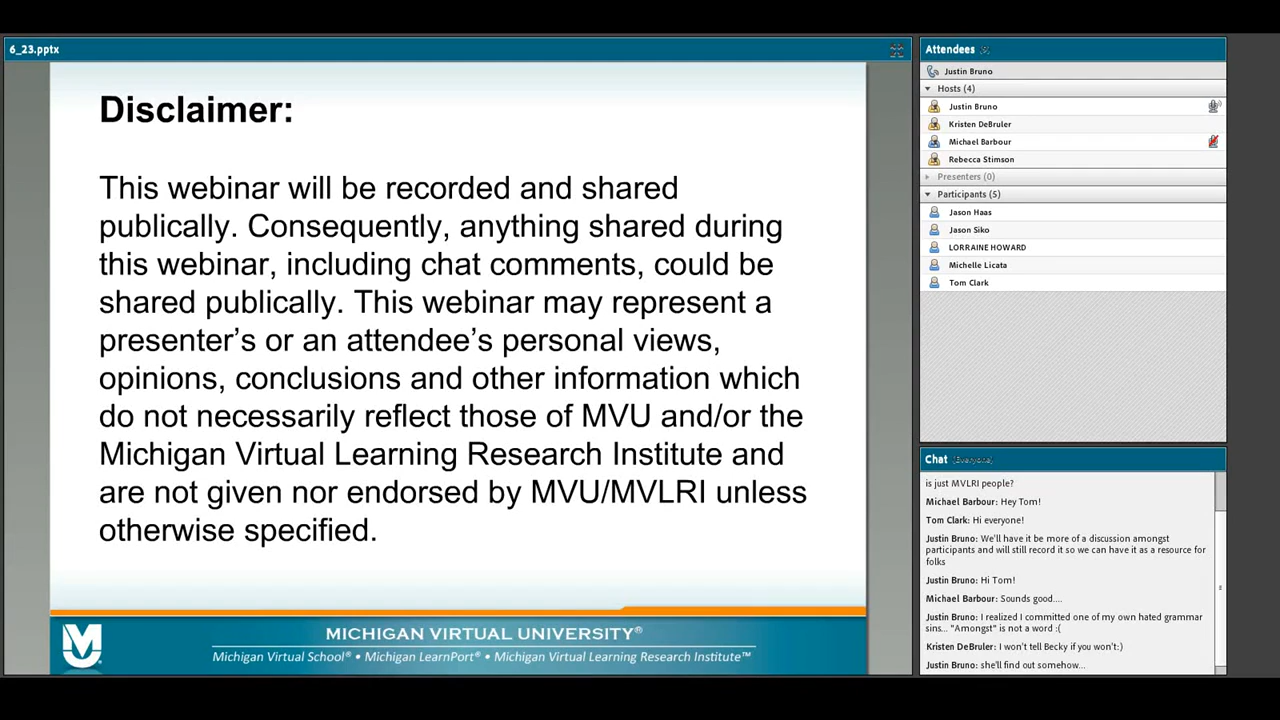 6_23.pptx
Disclaimer:
This webinar will be recorded and shared
publically. Consequently, anything shared during
this webinar, including chat comments, could be
shared publically. This webinar may represent a
presenter’s or an attendee’s personal views,
opinions, conclusions and other information which
do not necessarily reflect those of MVU and/or the
Michigan Virtual Learning Research Institute and
are not given nor endorsed by MVU/MVLRI unless
otherwise specified.
MICHIGAN VIRTUAL UNIVERSITY®
Michigan Virtual School® • Michigan LearnPort® • Michigan Virtual Learning Research Institute™
Attendees
Justin Bruno
Hosts (4)
Justin Bruno
Kristen DeBruler
Michael Barbour
Rebecca Stimson
Presenters (0)
Participants (5)
Jason Haas
Jason Siko
LORRAINE HOWARD
Michelle Licata
Tom Clark
Chat (Everyone)
is just MVLRI people?
Michael Barbour: Hey Tom!
Tom Clark: Hi everyone!
Justin Bruno: We'll have it be more of a discussion amongst
participants and will still record it so we can have it as a resource for
folks
Justin Bruno: Hi Tom!
Michael Barbour: Sounds good....
Justin Bruno: I realized I committed one of my own hated grammar
sins... "Amongst" is not a word :(
Kristen DeBruler: I won't tell Becky if you won't:)
Justin Bruno: she'll find out somehow...